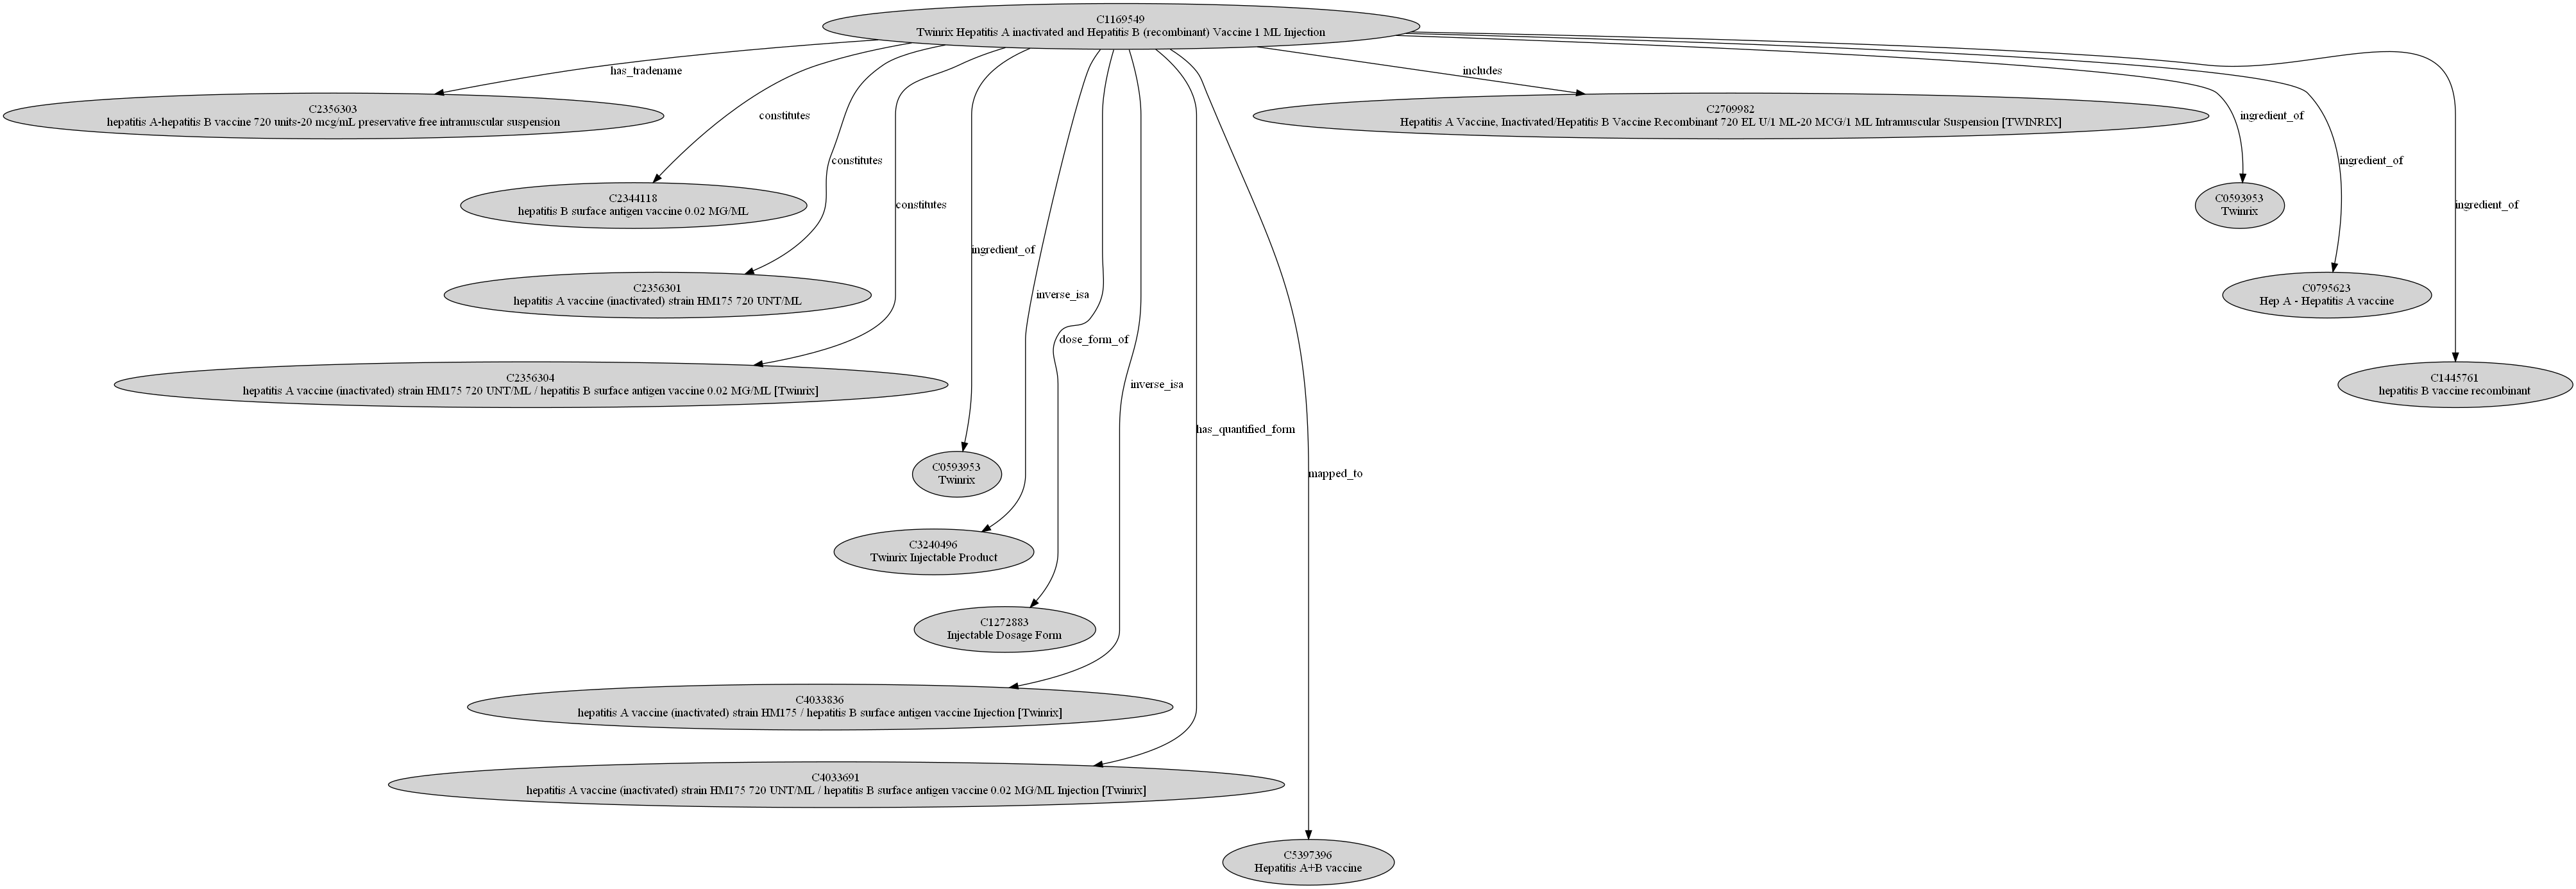 C1169549
Twinrix Hepatitis A inactivated and Hepatitis B (recombinant) Vaccine 1 ML Injection
has_tradename
includes
C2356303
hepatitis A-hepatitis B vaccine 720 units-20 mcg/mL preservative free intramuscular suspension
constitutes
C2709982
Hepatitis A Vaccine, Inactivated/Hepatitis B Vaccine Recombinant 720 EL U/1 ML-20 MCG/1 ML Intramuscular Suspension [TWINRIX]
ingredient_of
constitutes
ingredient_of
C2344118
hepatitis B surface antigen vaccine 0.02 MG/ML
constitutes
C0593953
Twinrix
ingredient_of
ingredient_of
C2356301
hepatitis A vaccine (inactivated) strain HM175 720 UNT/ML
inverse_isa
C0795623
Hep A - Hepatitis A vaccine
dose_form_of
C2356304
hepatitis A vaccine (inactivated) strain HM175 720 UNT/ML / hepatitis B surface antigen vaccine 0.02 MG/ML [Twinrix]
inverse_isa
C1445761
hepatitis B vaccine recombinant
has_quantified_form
C0593953
Twinrix
mapped_to
C3240496
Twinrix Injectable Product
C1272883
Injectable Dosage Form
C4033836
hepatitis A vaccine (inactivated) strain HM175 / hepatitis B surface antigen vaccine Injection [Twinrix]
C4033691
hepatitis A vaccine (inactivated) strain HM175 720 UNT/ML / hepatitis B surface antigen vaccine 0.02 MG/ML Injection [Twinrix]
C5397396
Hepatitis A+B vaccine